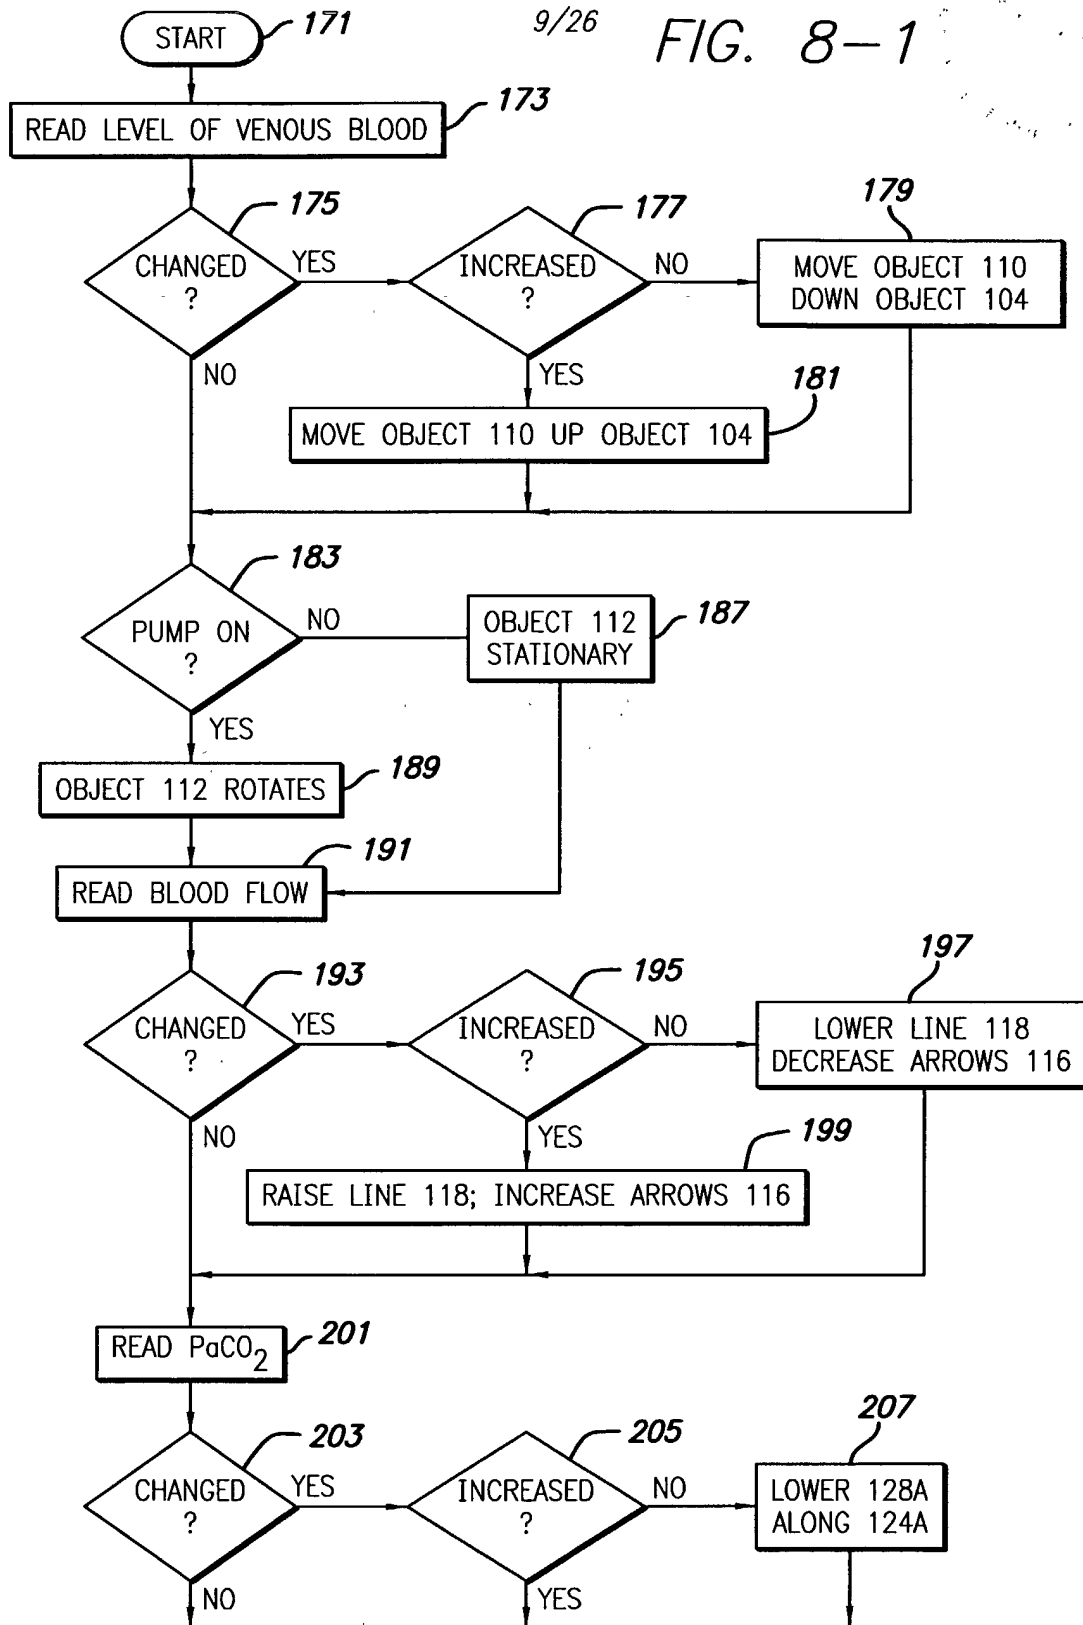 9/26
FIG. 8-1
START
171
READ LEVEL OF VENOUS BLOOD
173
CHANGED
?
175
YES
NO
INCREASED
?
177
NO
YES
179
MOVE OBJECT 110
DOWN OBJECT 104
181
MOVE OBJECT 110 UP OBJECT 104
183
PUMP ON
?
NO
YES
OBJECT 112
STATIONARY
187
OBJECT 112 ROTATES
189
READ BLOOD FLOW
191
CHANGED
?
193
YES
NO
INCREASED
?
195
NO
YES
197
LOWER LINE 118
DECREASE ARROWS 116
199
RAISE LINE 118; INCREASE ARROWS 116
READ PaCO2
201
CHANGED
?
203
YES
NO
INCREASED
?
205
NO
YES
207
LOWER 128A
ALONG 124A